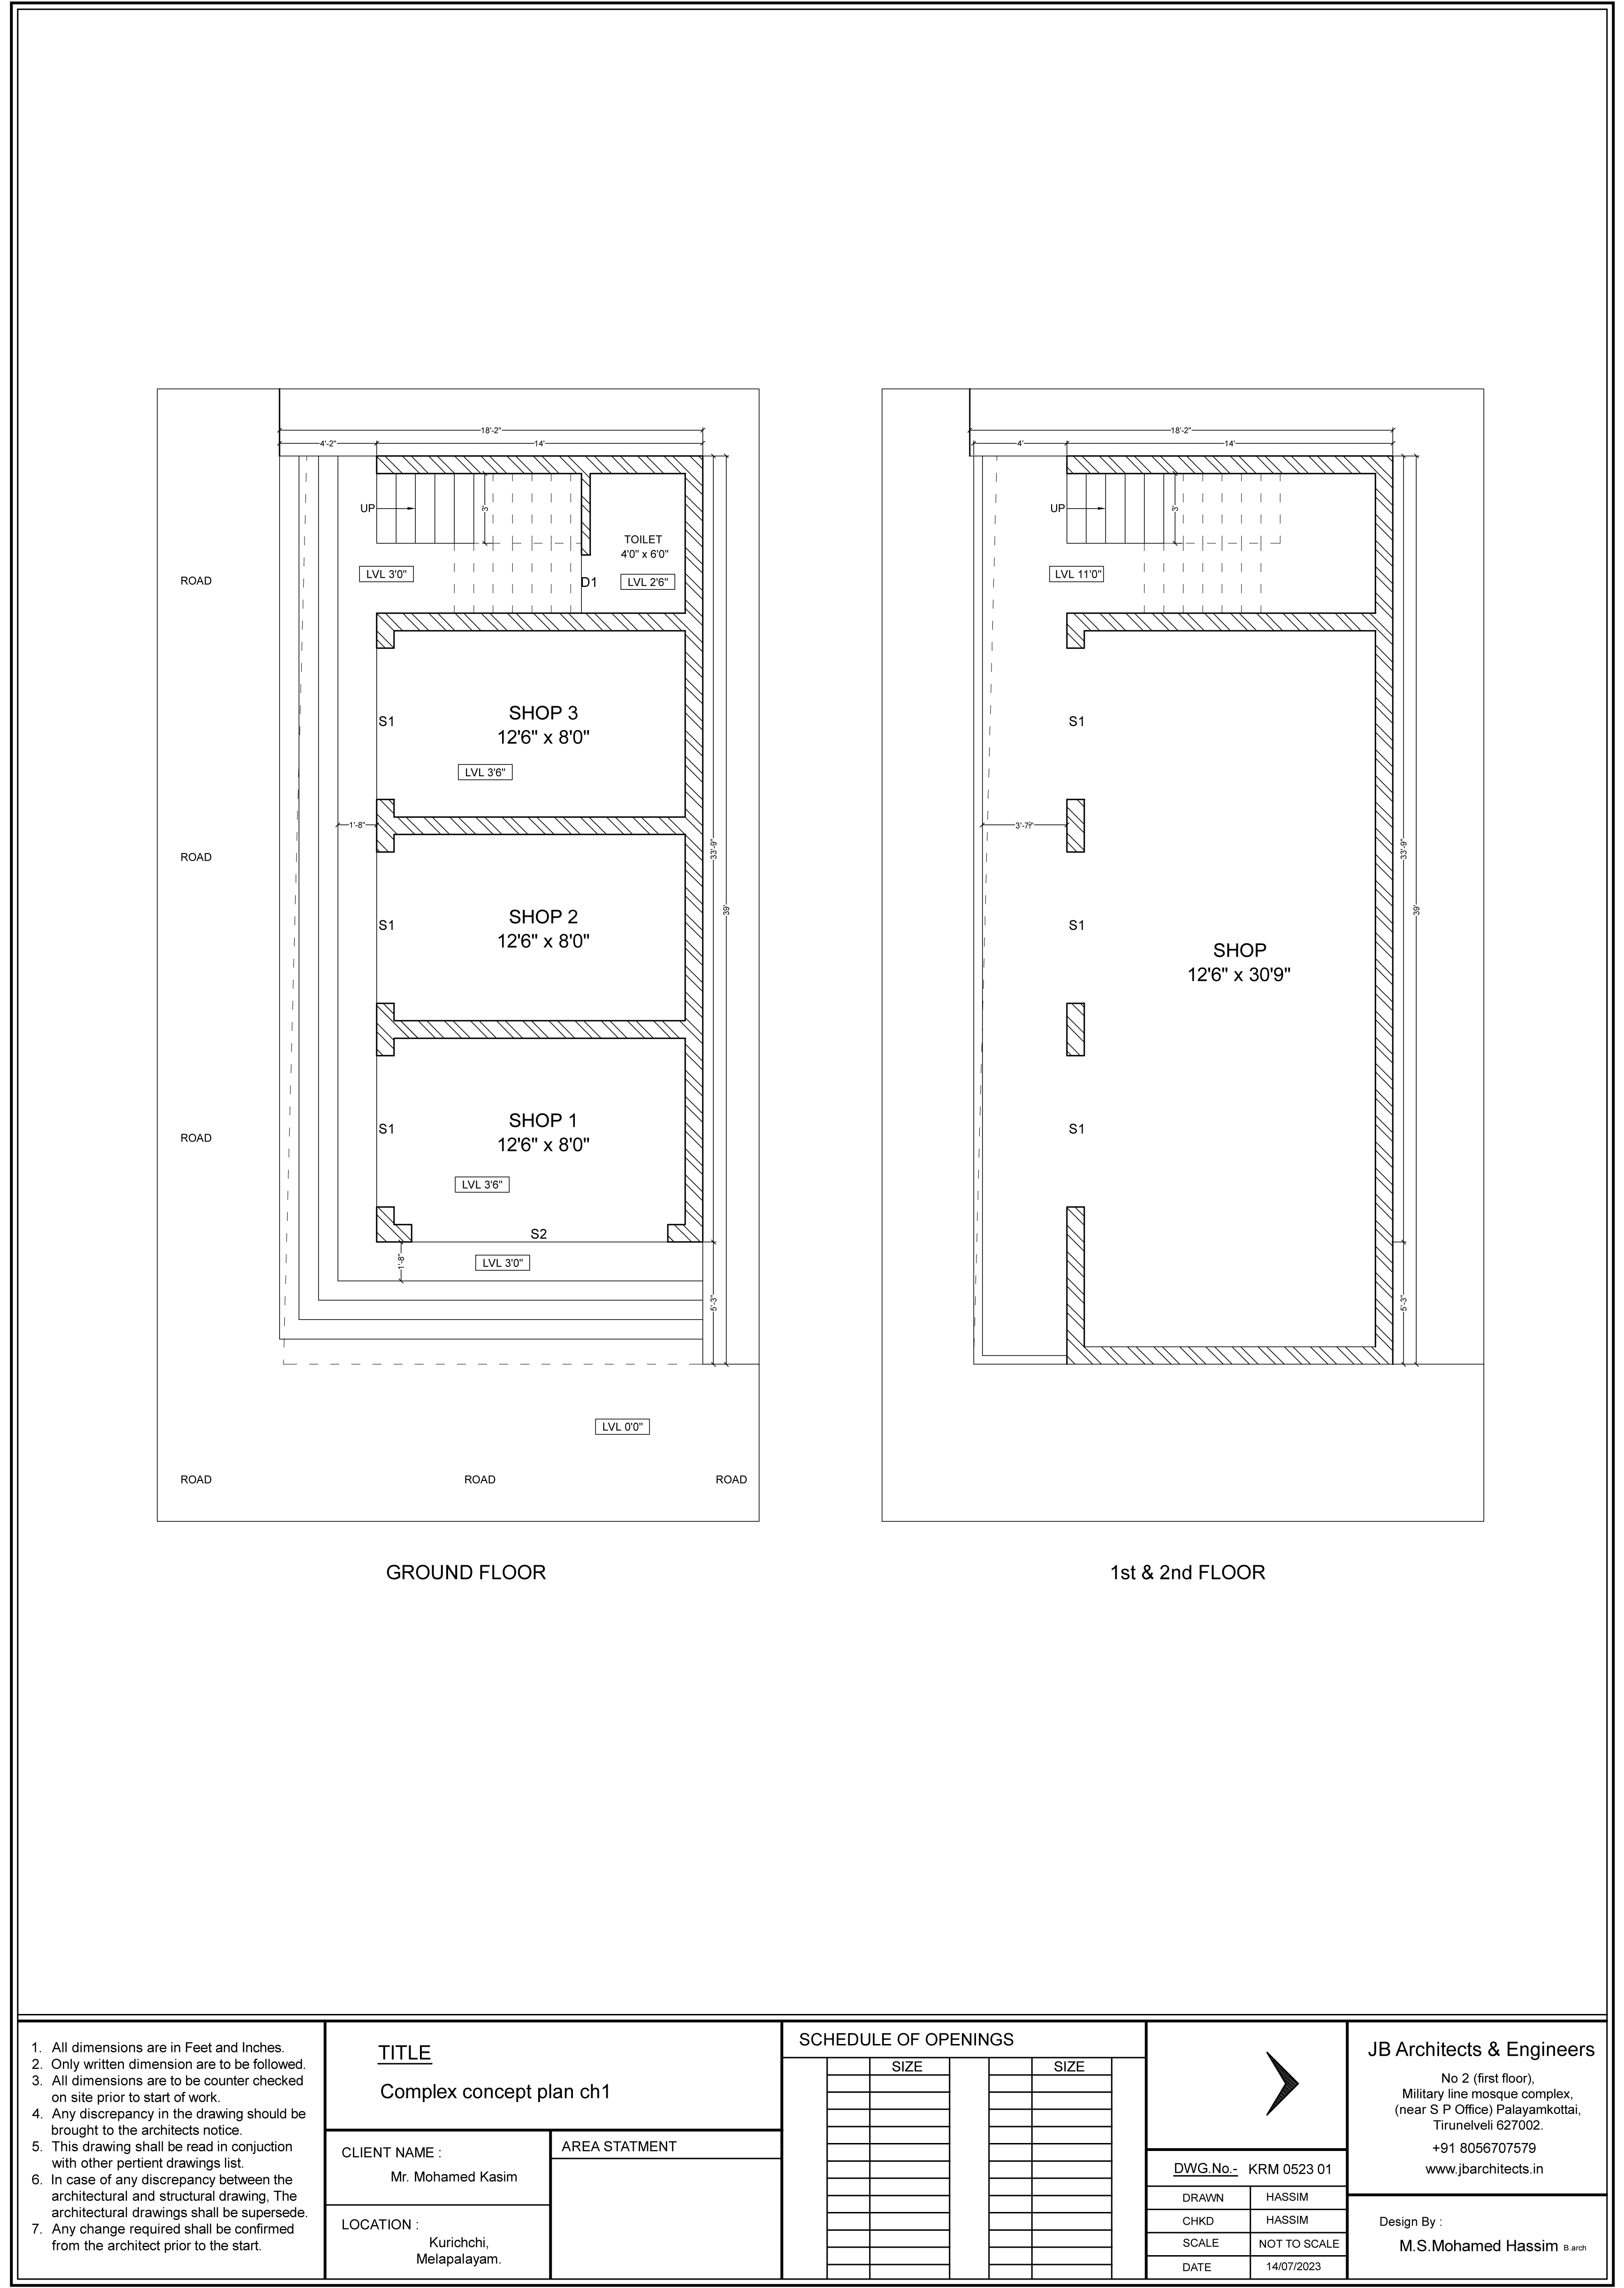 18'-2"
4'-2"
14'
UP
3'
TOILET
4'0" x 6'0"
LVL 3'0"
D1
LVL 2'6"
ROAD
S1
SHOP 3
12'6" x 8'0"
LVL 3'6"
1'-8"
33'-9"
ROAD
39'
S1
SHOP 2
12'6" x 8'0"
S1
SHOP 1
12'6" x 8'0"
ROAD
LVL 3'6"
S2
1'-8"
LVL 3'0"
5'-3"
LVL 0'0"
ROAD
ROAD
ROAD
GROUND FLOOR
18'-2"
4'
14'
UP
3'
LVL 11'0"
S1
33'-9"
39'
S1
SHOP
12'6" x 30'9"
S1
5'-3"
1st & 2nd FLOOR
1. All dimensions are in Feet and Inches.
2. Only written dimension are to be followed.
3. All dimensions are to be counter checked
on site prior to start of work.
4. Any discrepancy in the drawing should be
brought to the architects notice.
5. This drawing shall be read in conjuction
with other pertient drawings list.
6. In case of any discrepancy between the
architectural and structural drawing, The
architectural drawings shall be supersede.
7. Any change required shall be confirmed
from the architect prior to the start.
TITLE
Complex concept plan ch1
CLIENT NAME :
Mr. Mohamed Kasim
LOCATION :
Kurichchi,
Melapalayam.
AREA STATMENT
SCHEDULE OF OPENINGS
SIZE
SIZE
DWG.No.- KRM 0523 01
DRAWN HASSIM
CHKD HASSIM
SCALE NOT TO SCALE
DATE 14/07/2023
JB Architects & Engineers
No 2 (first floor),
Military line mosque complex,
(near S P Office) Palayamkottai,
Tirunelveli 627002.
+91 8056707579
www.jbarchitects.in
Design By :
M.S.Mohamed Hassim B.arch